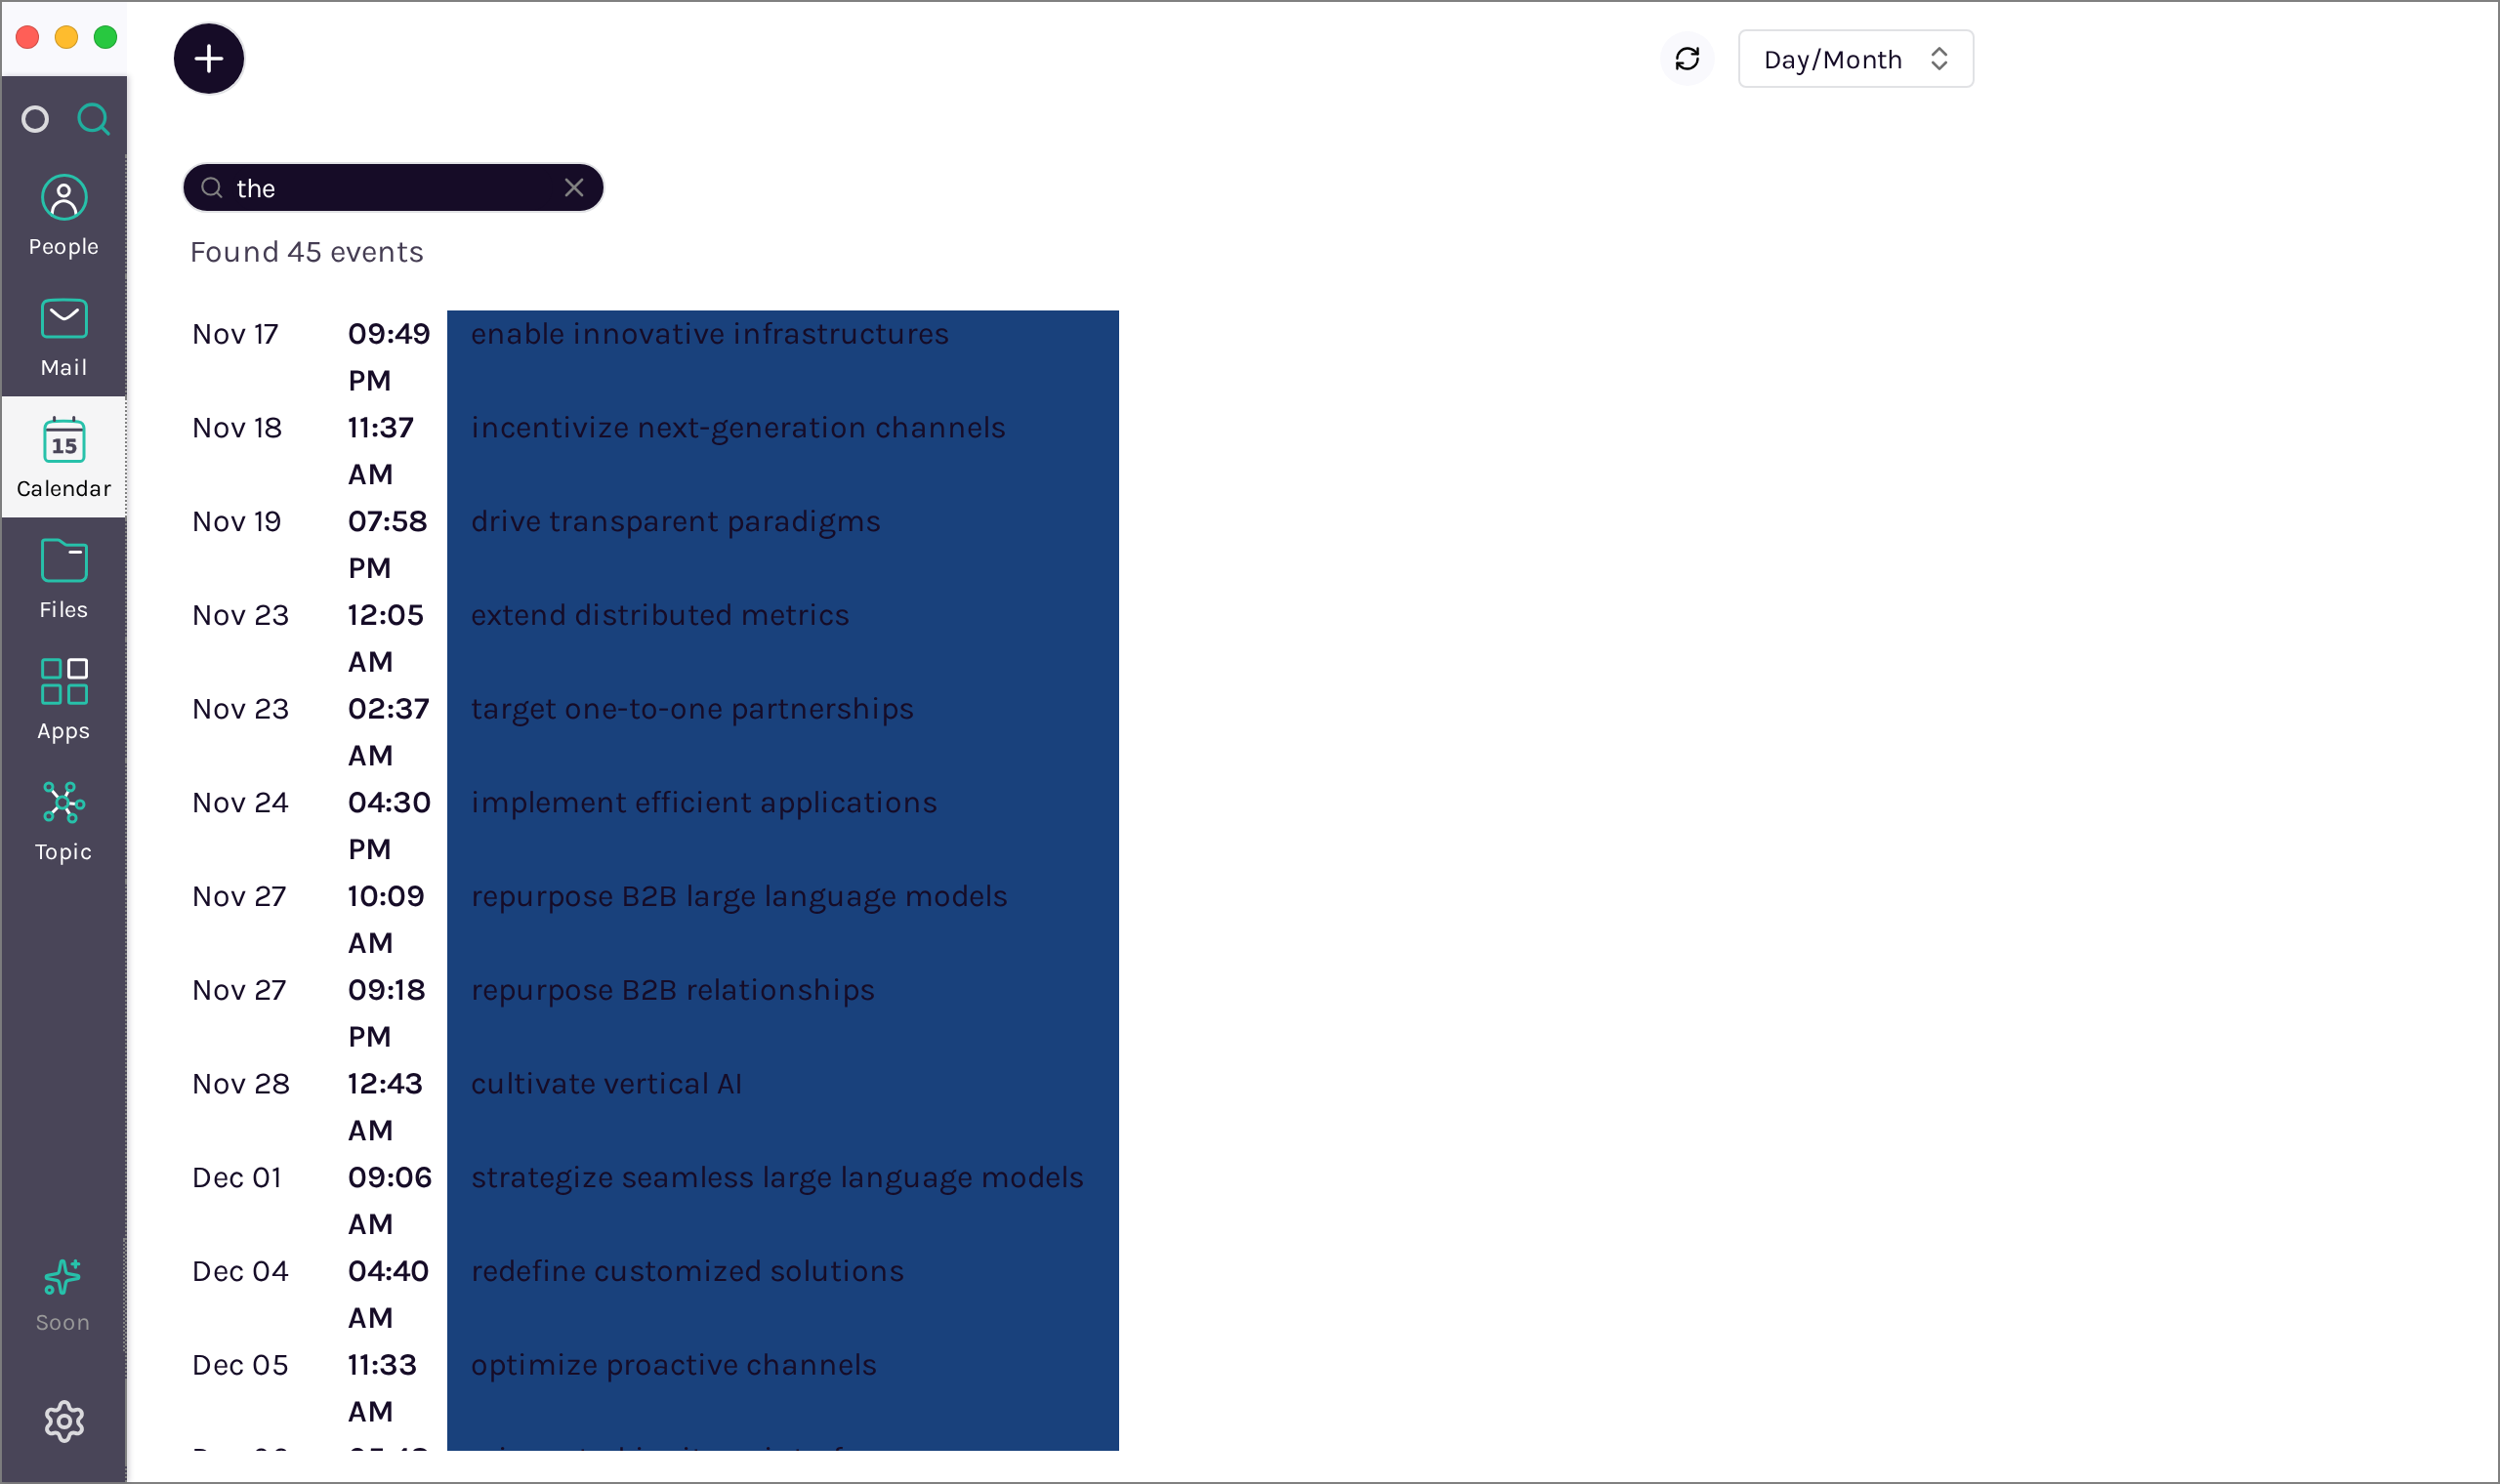 Day/Month
People
Mail
15
Calendar
Files
Apps
Topic
Soon
the
Found 45 events
Nov 17 09:49 PM enable innovative infrastructures
Nov 18 11:37 AM incentivize next-generation channels
Nov 19 07:58 PM drive transparent paradigms
Nov 23 12:05 AM extend distributed metrics
Nov 23 02:37 AM target one-to-one partnerships
Nov 24 04:30 PM implement efficient applications
Nov 27 10:09 AM repurpose B2B large language models
Nov 27 09:18 PM repurpose B2B relationships
Nov 28 12:43 AM cultivate vertical AI
Dec 01 09:06 AM strategize seamless large language models
Dec 04 04:40 AM redefine customized solutions
Dec 05 11:33 AM optimize proactive channels